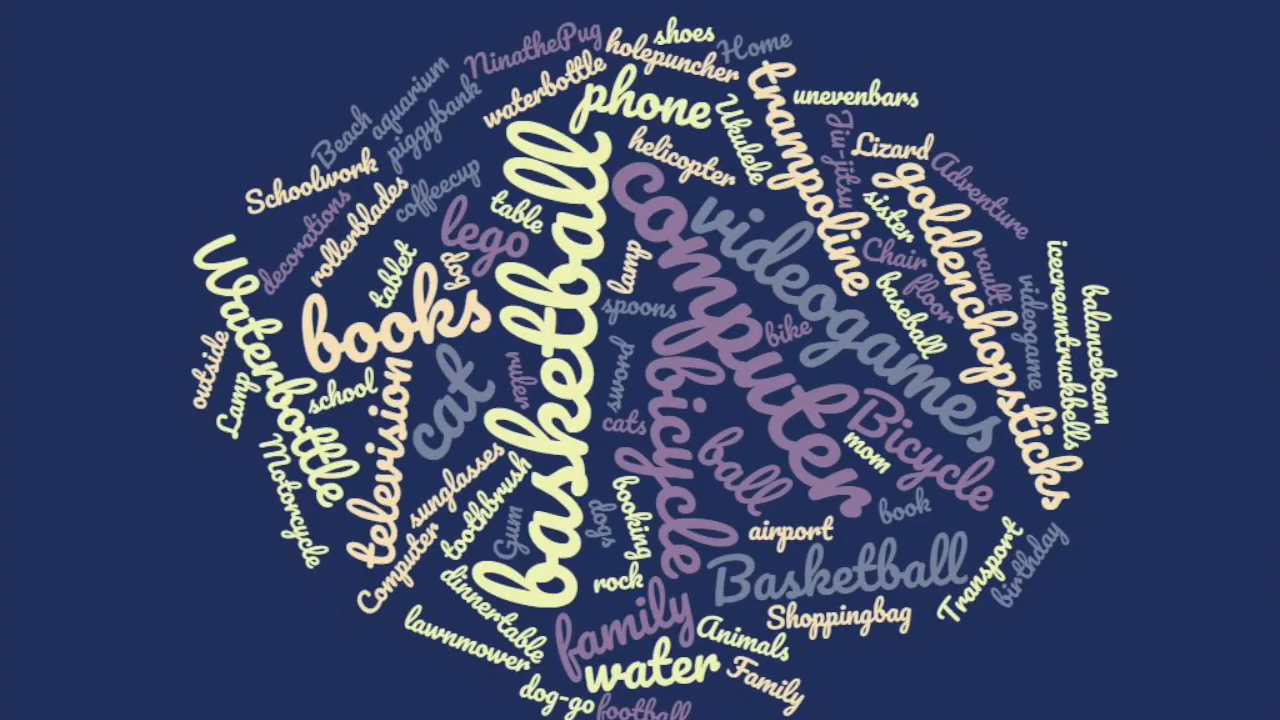 shoes
Home
NinathePug
holepuncher
waterbottle
phone
trampoline
unevenbars
aquarium
piggybank
Beach
Schoolwork
coffeecup
rollerblades
decorations
helicopter
Ukulele
Jiu-jitsu
Lizard
Adventure
goldenchopsticks
sister
table
lego
basketball
computer
videogames
Chair
vault
floor
Waterbottle
tablet
dog
books
lamp
spoons
bike
baseball
videogame
icecreamtruckbells
balancebeam
outside
Lamp
school
television
cat
ruler
sword
cats
bicycle
ball
Bicycle
mom
book
Motorcycle
sunglasses
toothbrush
Computer
Gum
dogs
booking
airport
Basketball
Transport
birthday
rock
dinnertable
lawnmower
family
Shoppingbag
Animals
water
Family
dog-go
football